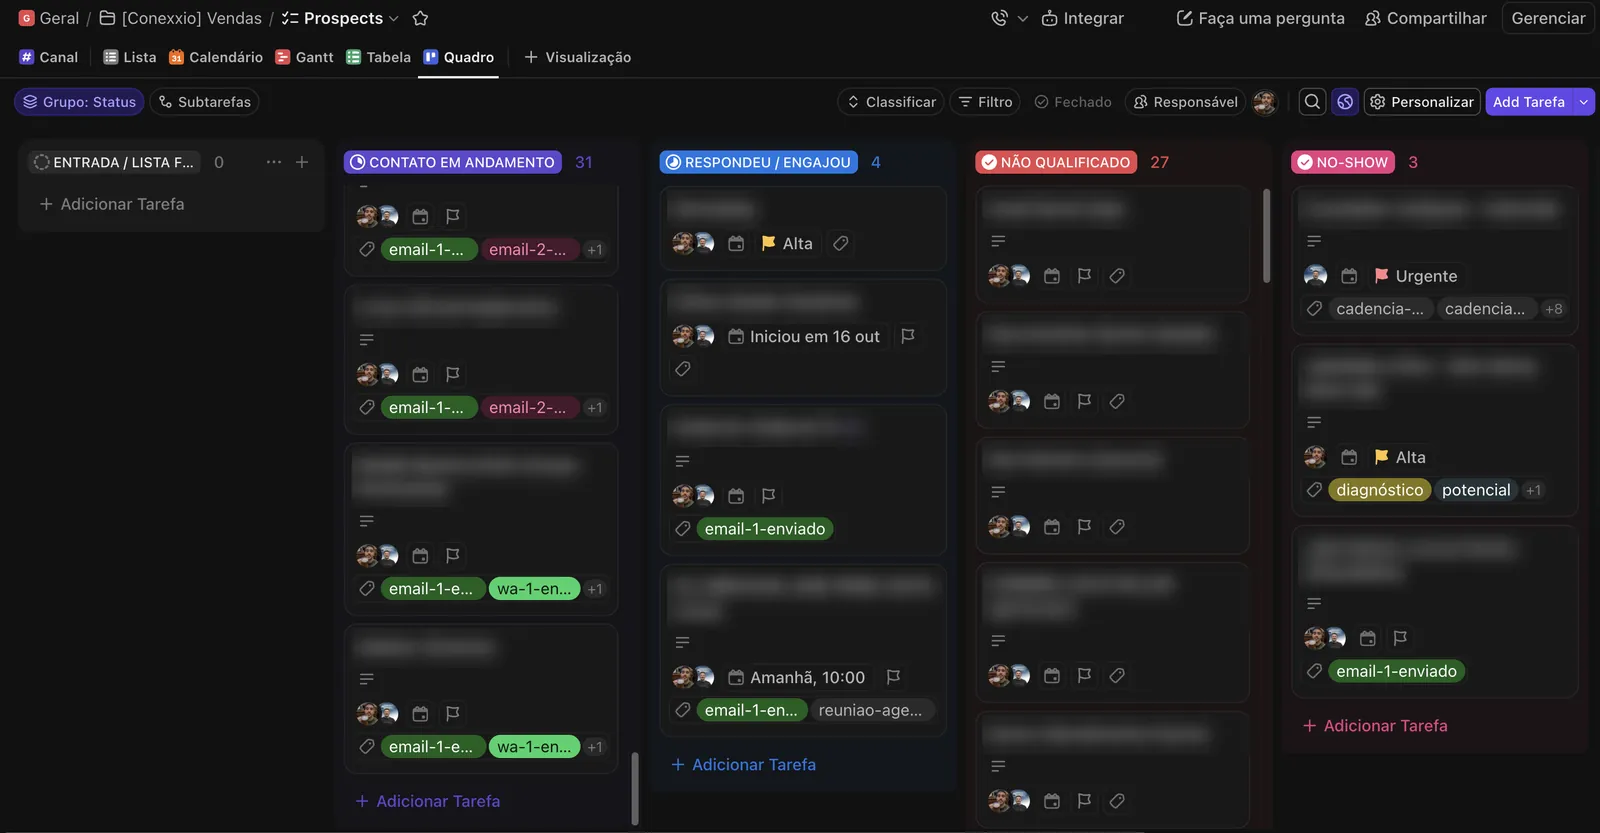 G Geral / [Conexxio] Vendas / Prospects
Integrar
Faça uma pergunta
Compartilhar
Gerenciar
# Canal
Lista
31 Calendário
Gantt
Tabela
Quadro
+ Visualização
Grupo: Status
Subtarefas
Classificar
Filtro
Fechado
Responsável
Personalizar
Add Tarefa
ENTRADA / LISTA F... 0
+ Adicionar Tarefa
CONTATO EM ANDAMENTO 31
email-1-... email-2-... +1
email-1-... email-2-... +1
email-1-e... wa-1-en... +1
email-1-e... wa-1-en... +1
+ Adicionar Tarefa
RESPONDEU / ENGAJOU 4
Alta
Iniciou em 16 out
email-1-enviado
Amanhã, 10:00
email-1-en... reuniao-age...
+ Adicionar Tarefa
NÃO QUALIFICADO 27
NO-SHOW 3
Urgente
cadencia-... cadencia... +8
Alta
diagnóstico potencial +1
email-1-enviado
+ Adicionar Tarefa